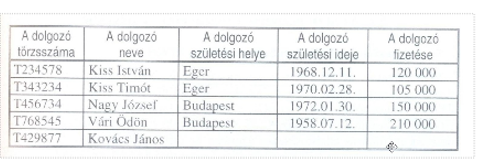 A dolgozó törzsszáma A dolgozó neve A dolgozó születési helye A dolgozó születési ideje A dolgozó fizetése
T234578 Kiss István Eger 1968.12.11. 120 000
T343234 Kiss Timót Eger 1970.02.28. 105 000
T456734 Nagy József Budapest 1972.01.30. 150 000
T768545 Vári Ödön Budapest 1958.07.12. 210 000
T429877 Kovács János